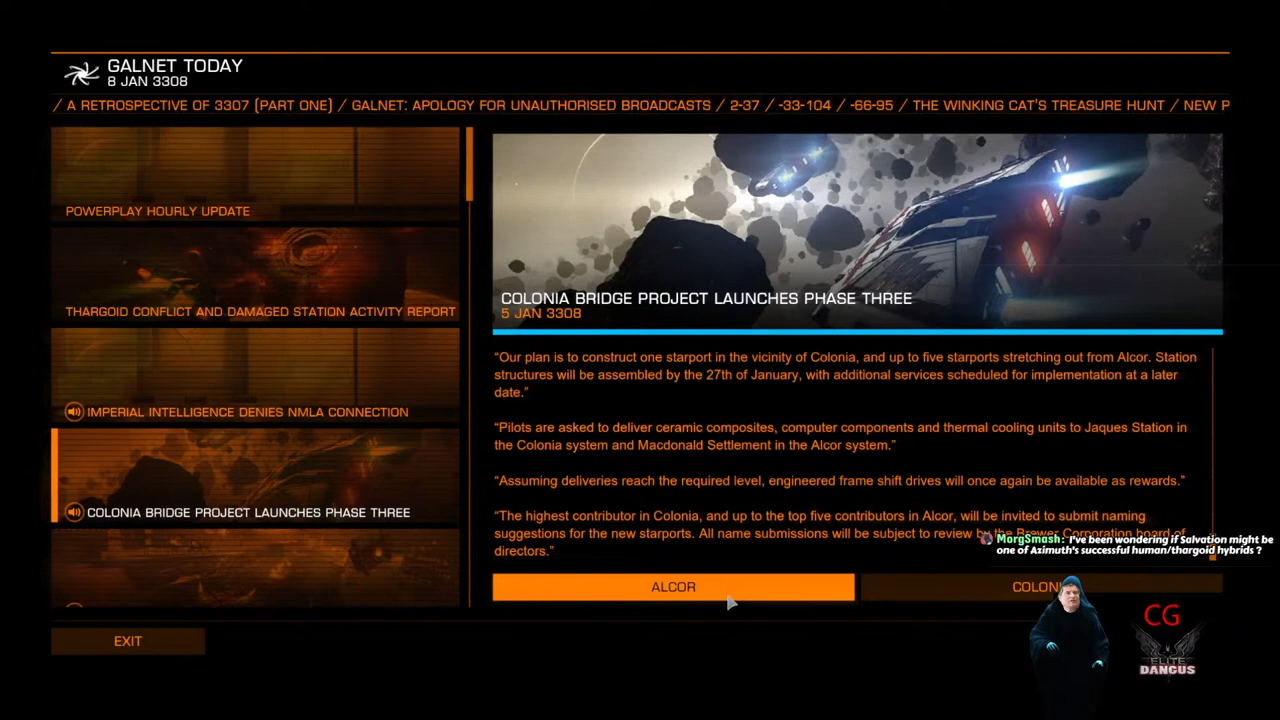 GALNET TODAY
8 JAN 3308
/ A RETROSPECTIVE OF 3307 (PART ONE) / GALNET: APOLOGY FOR UNAUTHORISED BROADCASTS / 2-37 / -33-104 / -66-95 / THE WINKING CAT'S TREASURE HUNT / NEW P
POWERPLAY HOURLY UPDATE
THARGOID CONFLICT AND DAMAGED STATION ACTIVITY REPORT
IMPERIAL INTELLIGENCE DENIES NMLA CONNECTION
COLONIA BRIDGE PROJECT LAUNCHES PHASE THREE
EXIT
COLONIA BRIDGE PROJECT LAUNCHES PHASE THREE
5 JAN 3308
“Our plan is to construct one starport in the vicinity of Colonia, and up to five starports stretching out from Alcor. Station
structures will be assembled by the 27th of January, with additional services scheduled for implementation at a later
date.”
“Pilots are asked to deliver ceramic composites, computer components and thermal cooling units to Jaques Station in
the Colonia system and Macdonald Settlement in the Alcor system.”
“Assuming deliveries reach the required level, engineered frame shift drives will once again be available as rewards.”
“The highest contributor in Colonia, and up to the top five contributors in Alcor, will be invited to submit naming
suggestions for the new starports. All name submissions will be subject to review by the Brewer Corporation board of
directors.”
MorgSmash: I've been wondering if Salvation might be
one of Azimuth's successful human/thargoid hybrids ?
ALCOR
COLONI
CG
ELITE
DANGUS